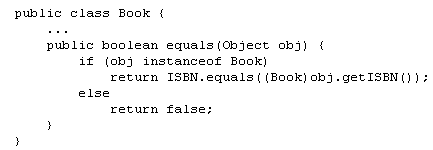 public class Book {
    ...
    public boolean equals(Object obj) {
        if (obj instanceof Book)
            return ISBN.equals((Book)obj.getISBN());
        else
            return false;
    }
}